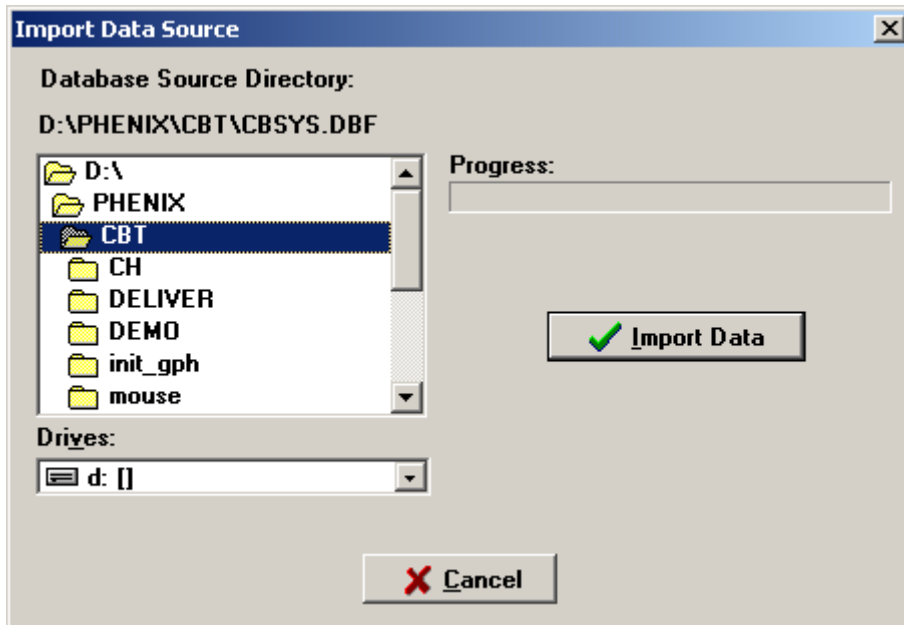 Import Data Source
Database Source Directory:
D:\PHENIX\CBT\CBSYS.DBF
D:\
PHENIX
CBT
CH
DELIVER
DEMO
init_gph
mouse
Drives:
d: []
Progress:
Import Data
Cancel